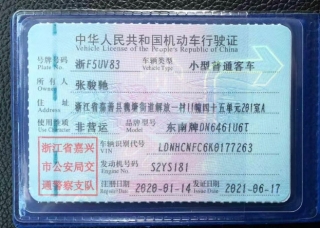 中华人民共和国机动车行驶证
Vehicle License of the People's Republic of China
号牌号码 浙F5UV83 车辆类型 小型普通客车
Plate No. Vehicle Type
所有人 张骏艳
Owner
住址 浙江省嘉善县魏塘街道解放一村11幢四十五单元201室A
Address
使用性质 非营运 品牌型号 东南牌DN6461U6T
Use Character Model
浙江省嘉兴
市公安局交
通警察支队
车辆识别代号 LDNHCNFC6K0177263
VIN
发动机号码 S2YS181
Engine No.
注册日期 2020-01-14 发证日期 2021-06-17
Register Date Issue Date